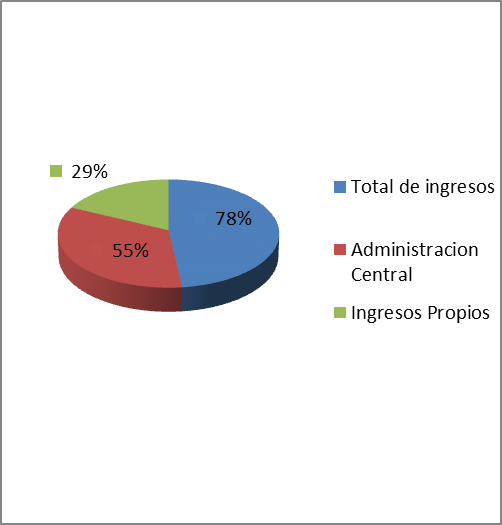 29%
78%
55%
Total de ingresos
Administracion
Central
Ingresos Propios